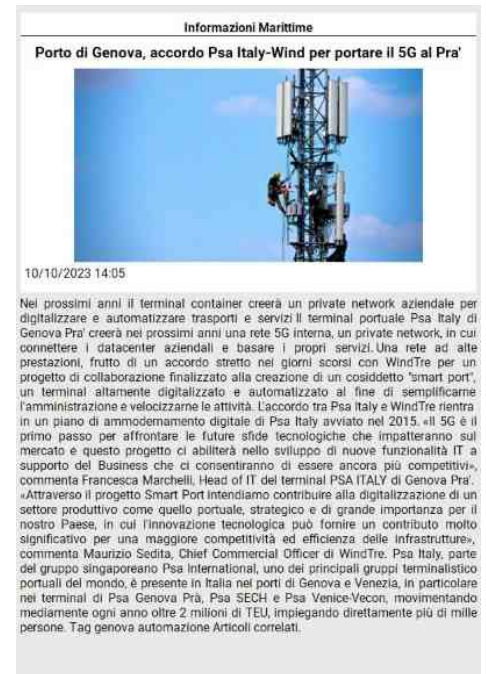 Informazioni Marittime
Porto di Genova, accordo Psa Italy-Wind per portare il 5G al Pra'
10/10/2023 14:05
Nei prossimi anni il terminal container creerà un private network aziendale per
digitalizzare e automatizzare trasporti e servizi Il terminal portuale Psa Italy di
Genova Pra' creerà nei prossimi anni una rete 5G interna, un private network, in cui
connettere i datacenter aziendali e basare i propri servizi. Una rete ad alte
prestazioni, frutto di un accordo stretto nei giorni scorsi con WindTre per un
progetto di collaborazione finalizzato alla creazione di un cosiddetto "smart port",
un terminal altamente digitalizzato e automatizzato al fine di semplificarne
l'amministrazione e velocizzarne le attività. L'accordo tra Psa Italy e WindTre rientra
in un piano di ammodernamento digitale di Psa Italy avviato nel 2015. «Il 5G è il
primo passo per affrontare le future sfide tecnologiche che impatteranno sul
mercato e questo progetto ci abiliterà nello sviluppo di nuove funzionalità IT a
supporto del Business che ci consentiranno di essere ancora più competitivi»,
commenta Francesca Marchelli, Head of IT del terminal PSA ITALY di Genova Pra'.
«Attraverso il progetto Smart Port intendiamo contribuire alla digitalizzazione di un
settore produttivo come quello portuale, strategico e di grande importanza per il
nostro Paese, in cui l'innovazione tecnologica può fornire un contributo molto
significativo per una maggiore competitività ed efficienza delle infrastrutture»,
commenta Maurizio Sedita, Chief Commercial Officer di WindTre. Psa Italy, parte
del gruppo singaporeano Psa International, uno dei principali gruppi terminalistico
portuali del mondo, è presente in Italia nei porti di Genova e Venezia, in particolare
nei terminal di Psa Genova Prà, Psa SECH e Psa Venice-Vecon, movimentando
mediamente ogni anno oltre 2 milioni di TEU, impiegando direttamente più di mille
persone. Tag genova automazione Articoli correlati.